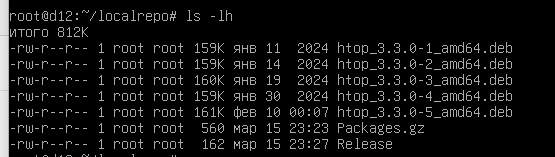 root@d12:~/localrepo# ls -lh
итого 812K
-rw-r--r-- 1 root root 159K янв 11  2024 htop_3.3.0-1_amd64.deb
-rw-r--r-- 1 root root 159K янв 14  2024 htop_3.3.0-2_amd64.deb
-rw-r--r-- 1 root root 160K янв 19  2024 htop_3.3.0-3_amd64.deb
-rw-r--r-- 1 root root 159K янв 30  2024 htop_3.3.0-4_amd64.deb
-rw-r--r-- 1 root root 161K фев 10 00:07 htop_3.3.0-5_amd64.deb
-rw-r--r-- 1 root root  560 мар 15 23:23 Packages.gz
-rw-r--r-- 1 root root  162 мар 15 23:27 Release